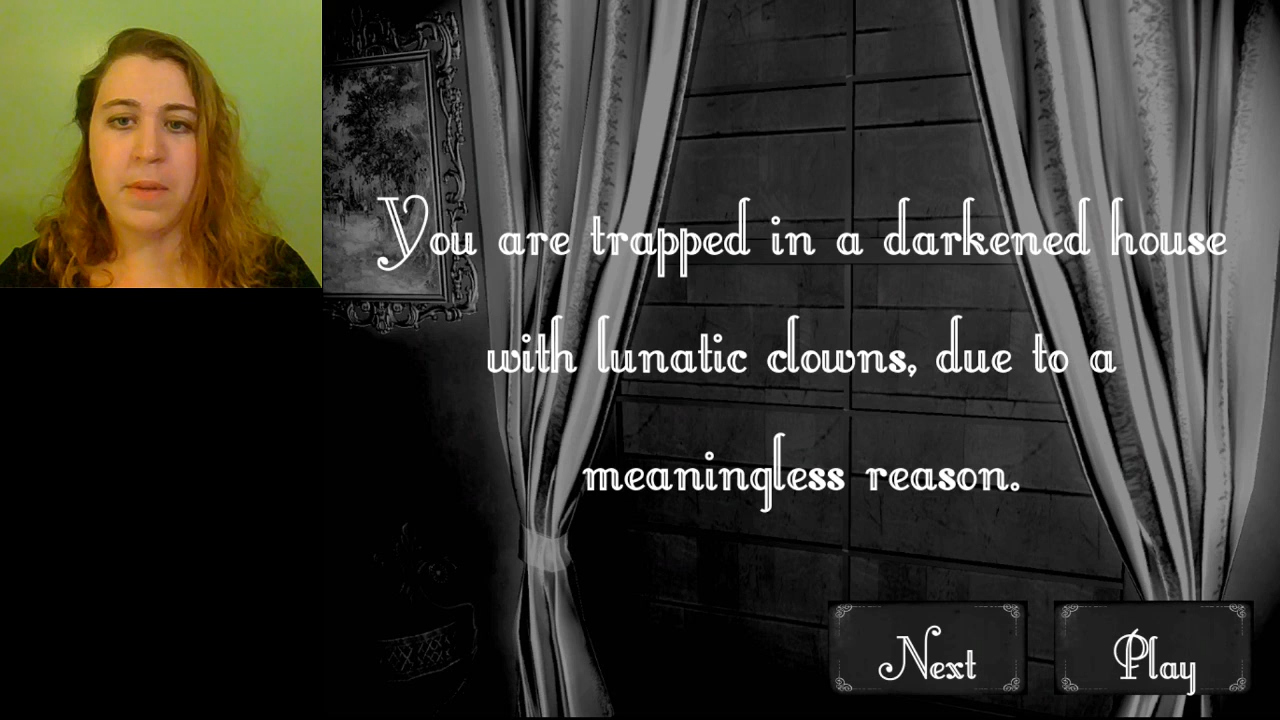 You are trapped in a darkened house
with lunatic clowns, due to a
meaningless reason.
Next
Play